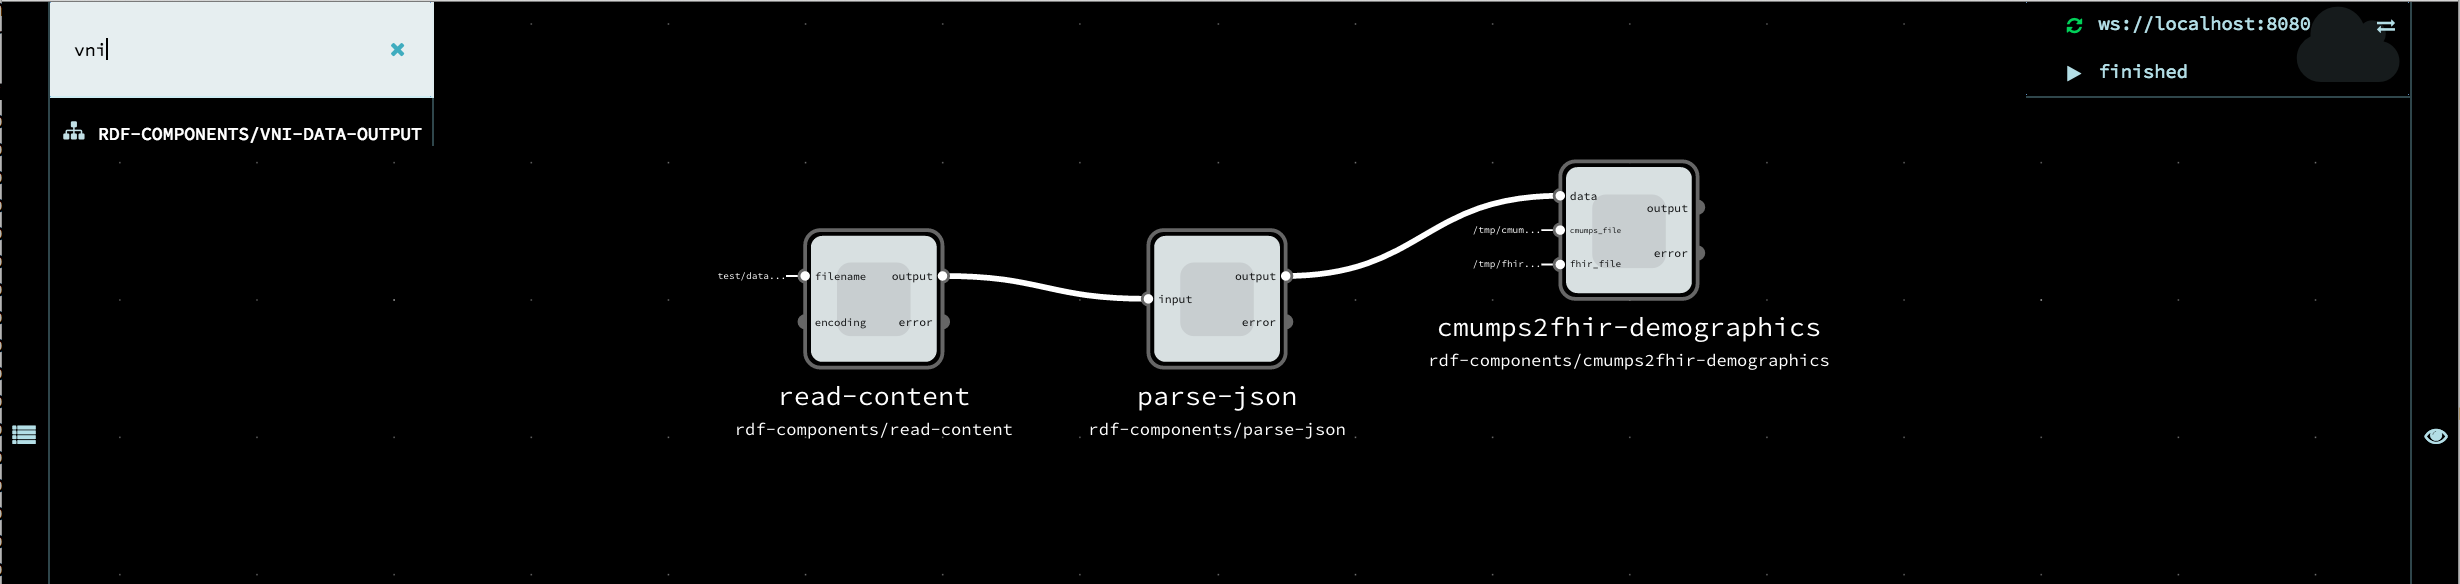 vni
RDF-COMPONENTS/VNI-DATA-OUTPUT
ws://localhost:8080
finished
test/data...
filename
output
encoding
error
read-content
rdf-components/read-content
input
output
error
parse-json
rdf-components/parse-json
data
/tmp/cmum...
cmumps_file
/tmp/fhir...
fhir_file
output
error
cmumps2fhir-demographics
rdf-components/cmumps2fhir-demographics